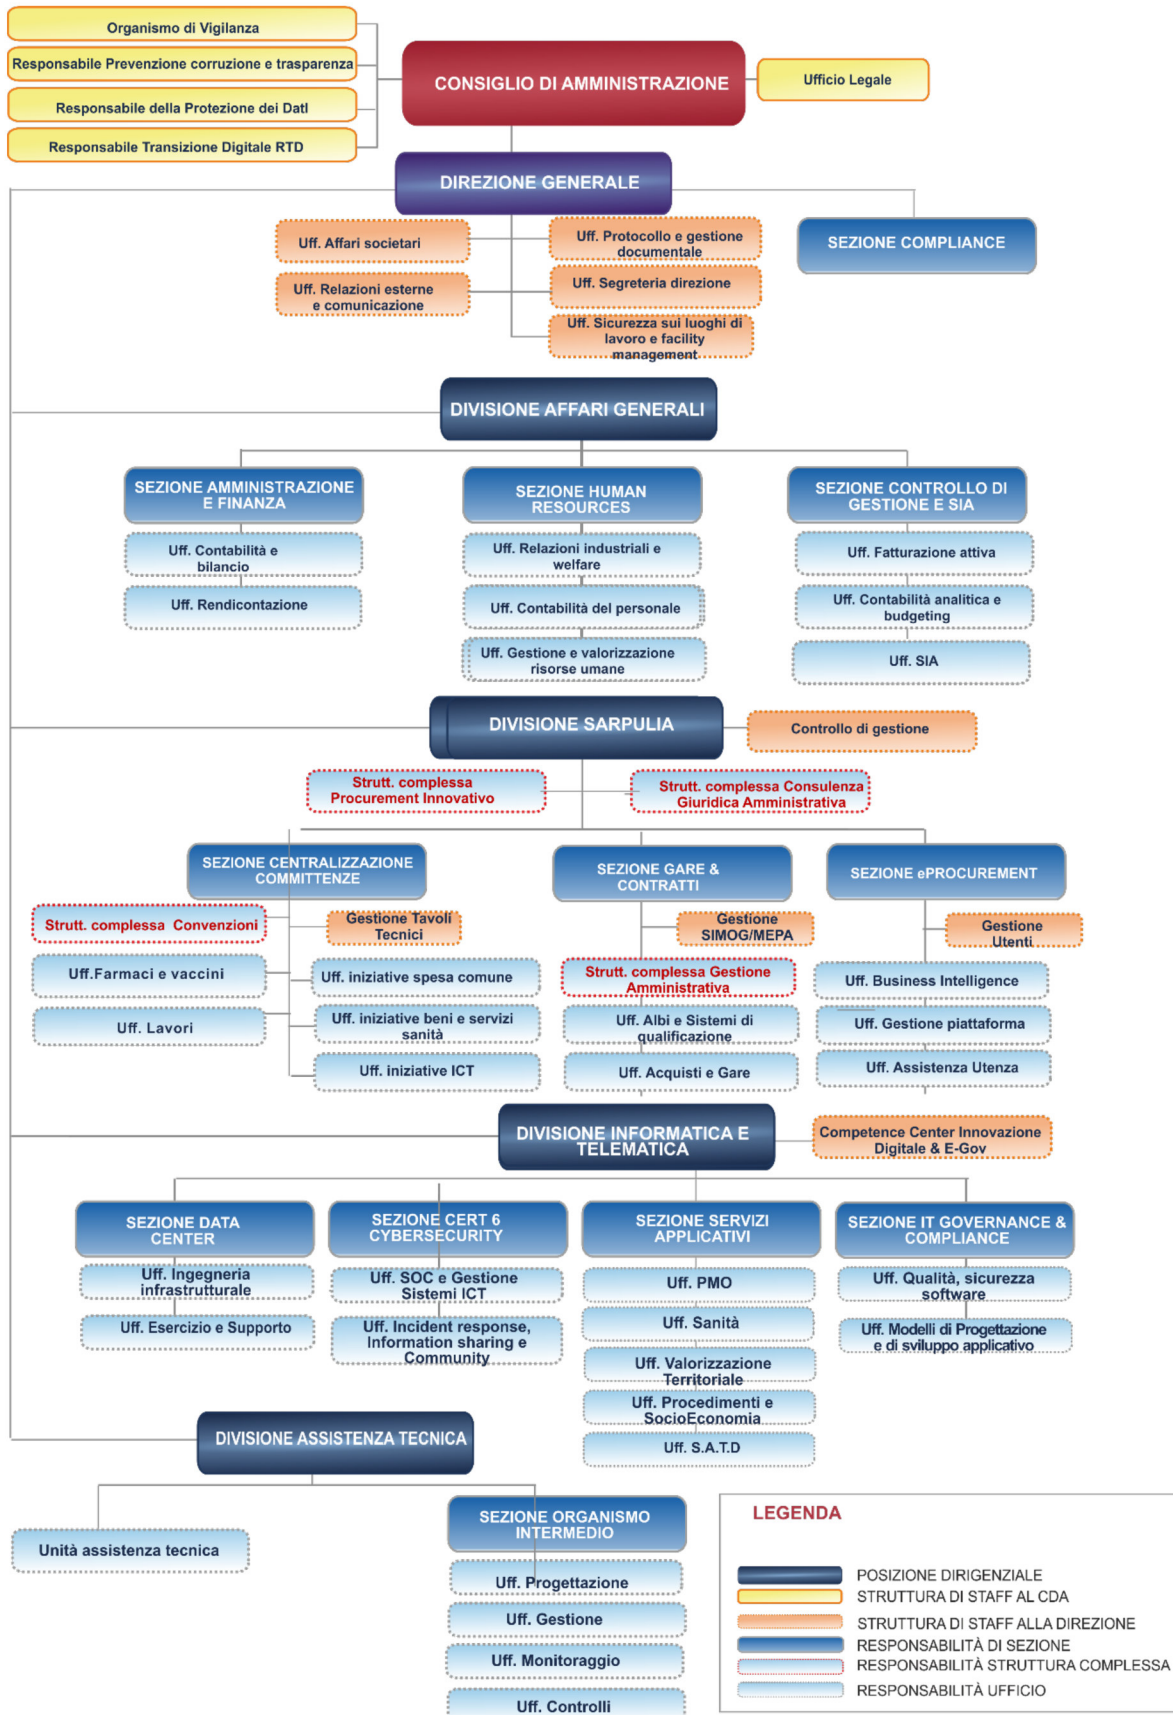 Organismo di Vigilanza
Responsabile Prevenzione corruzione e trasparenza
Responsabile della Protezione dei DatI
Responsabile Transizione Digitale RTD
CONSIGLIO DI AMMINISTRAZIONE
Ufficio Legale
DIREZIONE GENERALE
SEZIONE COMPLIANCE
Uff. Affari societari
Uff. Protocollo e gestione
documentale
Uff. Relazioni esterne
e comunicazione
Uff. Segreteria direzione
Uff. Sicurezza sui luoghi di
lavoro e facility
management
DIVISIONE AFFARI GENERALI
SEZIONE AMMINISTRAZIONE
E FINANZA
Uff. Contabilità e
bilancio
Uff. Rendicontazione
SEZIONE HUMAN
RESOURCES
Uff. Relazioni industriali e
welfare
Uff. Contabilità del personale
Uff. Gestione e valorizzazione
risorse umane
SEZIONE CONTROLLO DI
GESTIONE E SIA
Uff. Fatturazione attiva
Uff. Contabilità analitica e
budgeting
Uff. SIA
DIVISIONE SARPULIA
Controllo di gestione
Strutt. complessa
Procurement Innovativo
Strutt. complessa Consulenza
Giuridica Amministrativa
SEZIONE CENTRALIZZAZIONE
COMMITTENZE
Strutt. complessa Convenzioni
Gestione Tavoli
Tecnici
Uff.Farmaci e vaccini
Uff. iniziative spesa comune
Uff. Lavori
Uff. iniziative beni e servizi
sanità
Uff. iniziative ICT
SEZIONE GARE &
CONTRATTI
Gestione
SIMOG/MEPA
Strutt. complessa Gestione
Amministrativa
Uff. Albi e Sistemi di
qualificazione
Uff. Acquisti e Gare
SEZIONE ePROCUREMENT
Gestione
Utenti
Uff. Business Intelligence
Uff. Gestione piattaforma
Uff. Assistenza Utenza
DIVISIONE INFORMATICA E
TELEMATICA
Competence Center Innovazione
Digitale & E-Gov
SEZIONE DATA
CENTER
Uff. Ingegneria
infrastrutturale
Uff. Esercizio e Supporto
SEZIONE CERT 6
CYBERSECURITY
Uff. SOC e Gestione
Sistemi ICT
Uff. Incident response,
Information sharing e
Community
SEZIONE SERVIZI
APPLICATIVI
Uff. PMO
Uff. Sanità
Uff. Valorizzazione
Territoriale
Uff. Procedimenti e
SocioEconomia
Uff. S.A.T.D
SEZIONE IT GOVERNANCE &
COMPLIANCE
Uff. Qualità, sicurezza
software
Uff. Modelli di Progettazione
e di sviluppo applicativo
DIVISIONE ASSISTENZA TECNICA
Unità assistenza tecnica
SEZIONE ORGANISMO
INTERMEDIO
Uff. Progettazione
Uff. Gestione
Uff. Monitoraggio
Uff. Controlli
LEGENDA
POSIZIONE DIRIGENZIALE
STRUTTURA DI STAFF AL CDA
STRUTTURA DI STAFF ALLA DIREZIONE
RESPONSABILITÀ DI SEZIONE
RESPONSABILITÀ STRUTTURA COMPLESSA
RESPONSABILITÀ UFFICIO